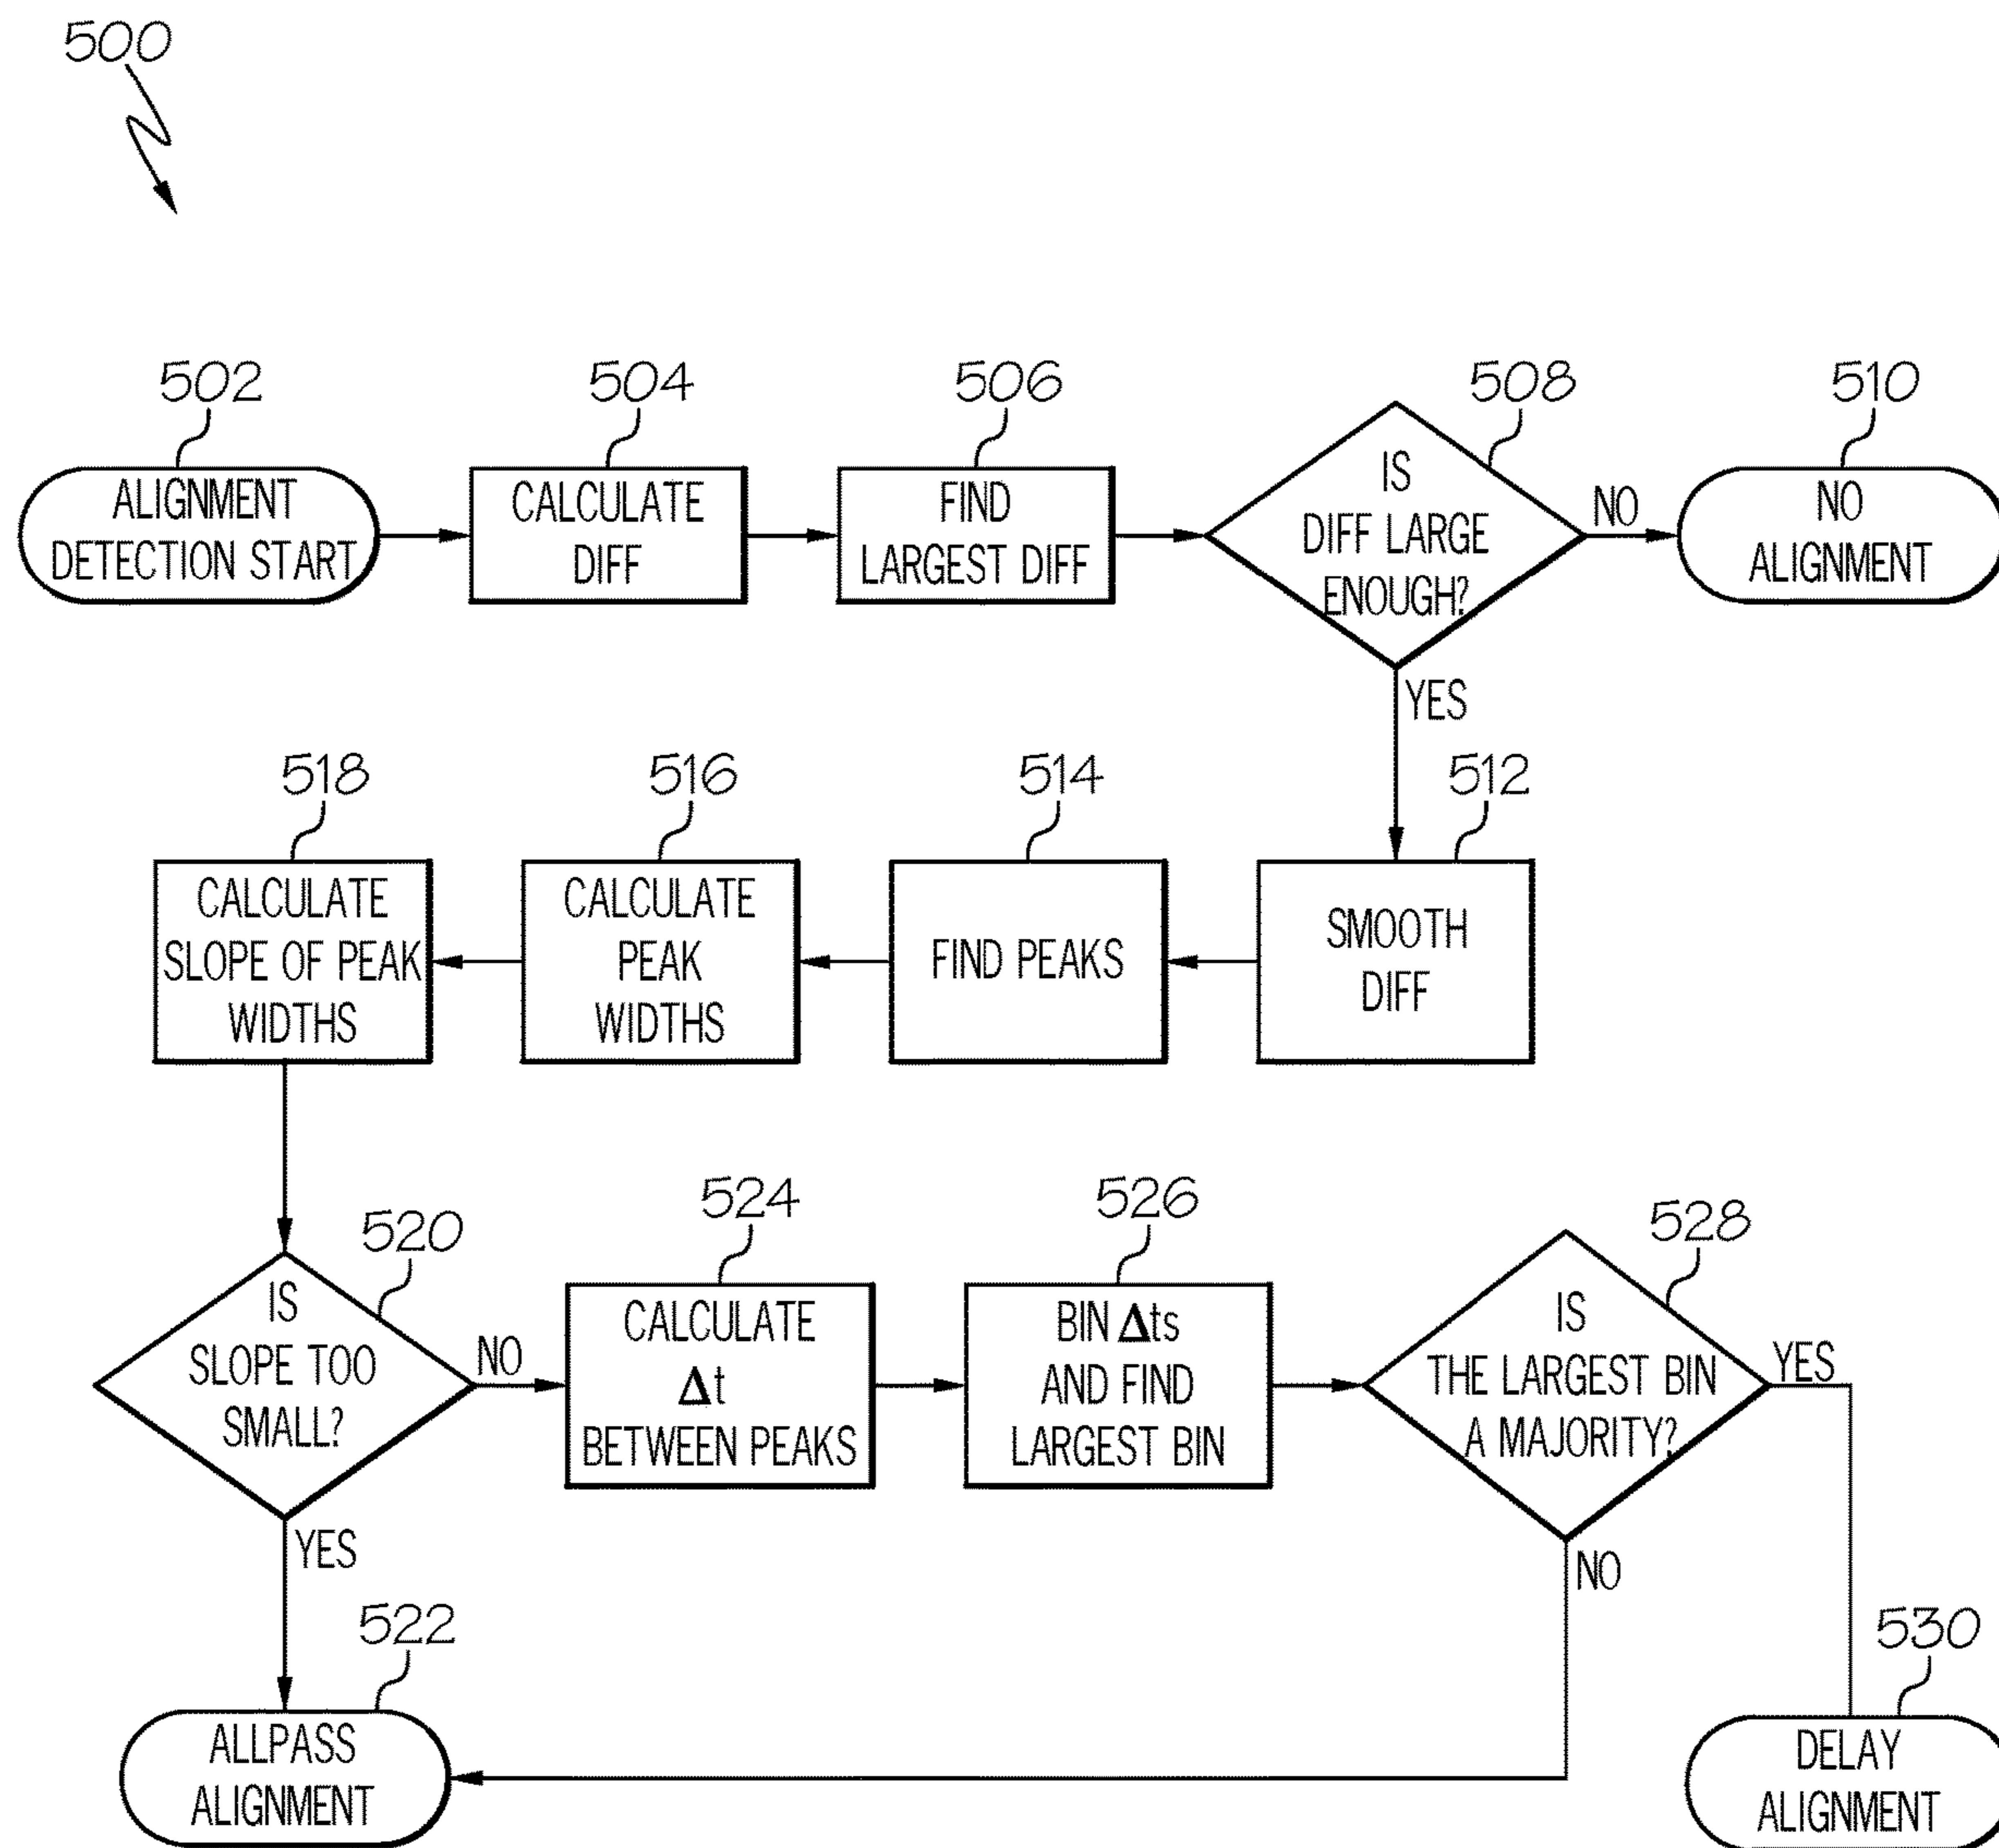 500
502
504
506
508
510
ALIGNMENT
DETECTION START
CALCULATE
DIFF
FIND
LARGEST DIFF
IS
DIFF LARGE
ENOUGH?
NO
NO
ALIGNMENT
YES
518
516
514
512
CALCULATE
SLOPE OF PEAK
WIDTHS
CALCULATE
PEAK
WIDTHS
FIND PEAKS
SMOOTH
DIFF
520
524
526
528
IS
SLOPE TOO
SMALL?
NO
CALCULATE
Δt
BETWEEN PEAKS
BIN Δts
AND FIND
LARGEST BIN
IS
THE LARGEST BIN
A MAJORITY?
YES
YES
NO
522
530
ALLPASS
ALIGNMENT
DELAY
ALIGNMENT